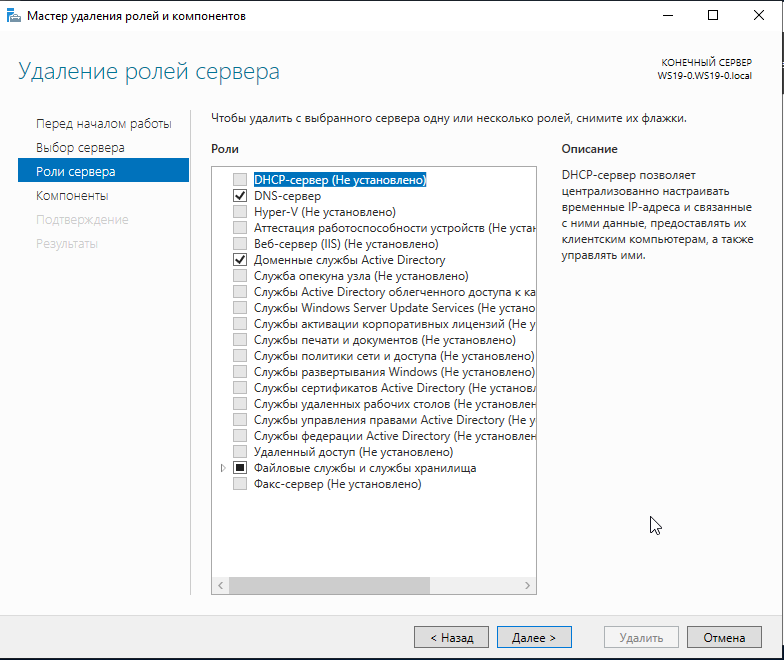 Мастер удаления ролей и компонентов
Удаление ролей сервера
КОНЕЧНЫЙ СЕРВЕР
WS19-0.WS19-0.local
Перед началом работы
Выбор сервера
Роли сервера
Компоненты
Подтверждение
Результаты
Чтобы удалить с выбранного сервера одну или несколько ролей, снимите их флажки.
Роли
DHCP-сервер (Не установлено)
DNS-сервер
Hyper-V (Не установлено)
Аттестация работоспособности устройств (Не устан
Веб-сервер (IIS) (Не установлено)
Доменные службы Active Directory
Служба опекуна узла (Не установлено)
Службы Active Directory облегченного доступа к ка
Службы Windows Server Update Services (Не устано
Службы активации корпоративных лицензий (Не у
Службы печати и документов (Не установлено)
Службы политики сети и доступа (Не установлено)
Службы развертывания Windows (Не установлено)
Службы сертификатов Active Directory (Не установл
Службы удаленных рабочих столов (Не установлен
Службы управления правами Active Directory (Не у
Службы федерации Active Directory (Не установлен
Удаленный доступ (Не установлено)
Файловые службы и службы хранилища
Факс-сервер (Не установлено)
Описание
DHCP-сервер позволяет
централизованно настраивать
временные IP-адреса и связанные
с ними данные, предоставлять их
клиентским компьютерам, а также
управлять ими.
< Назад
Далее >
Удалить
Отмена